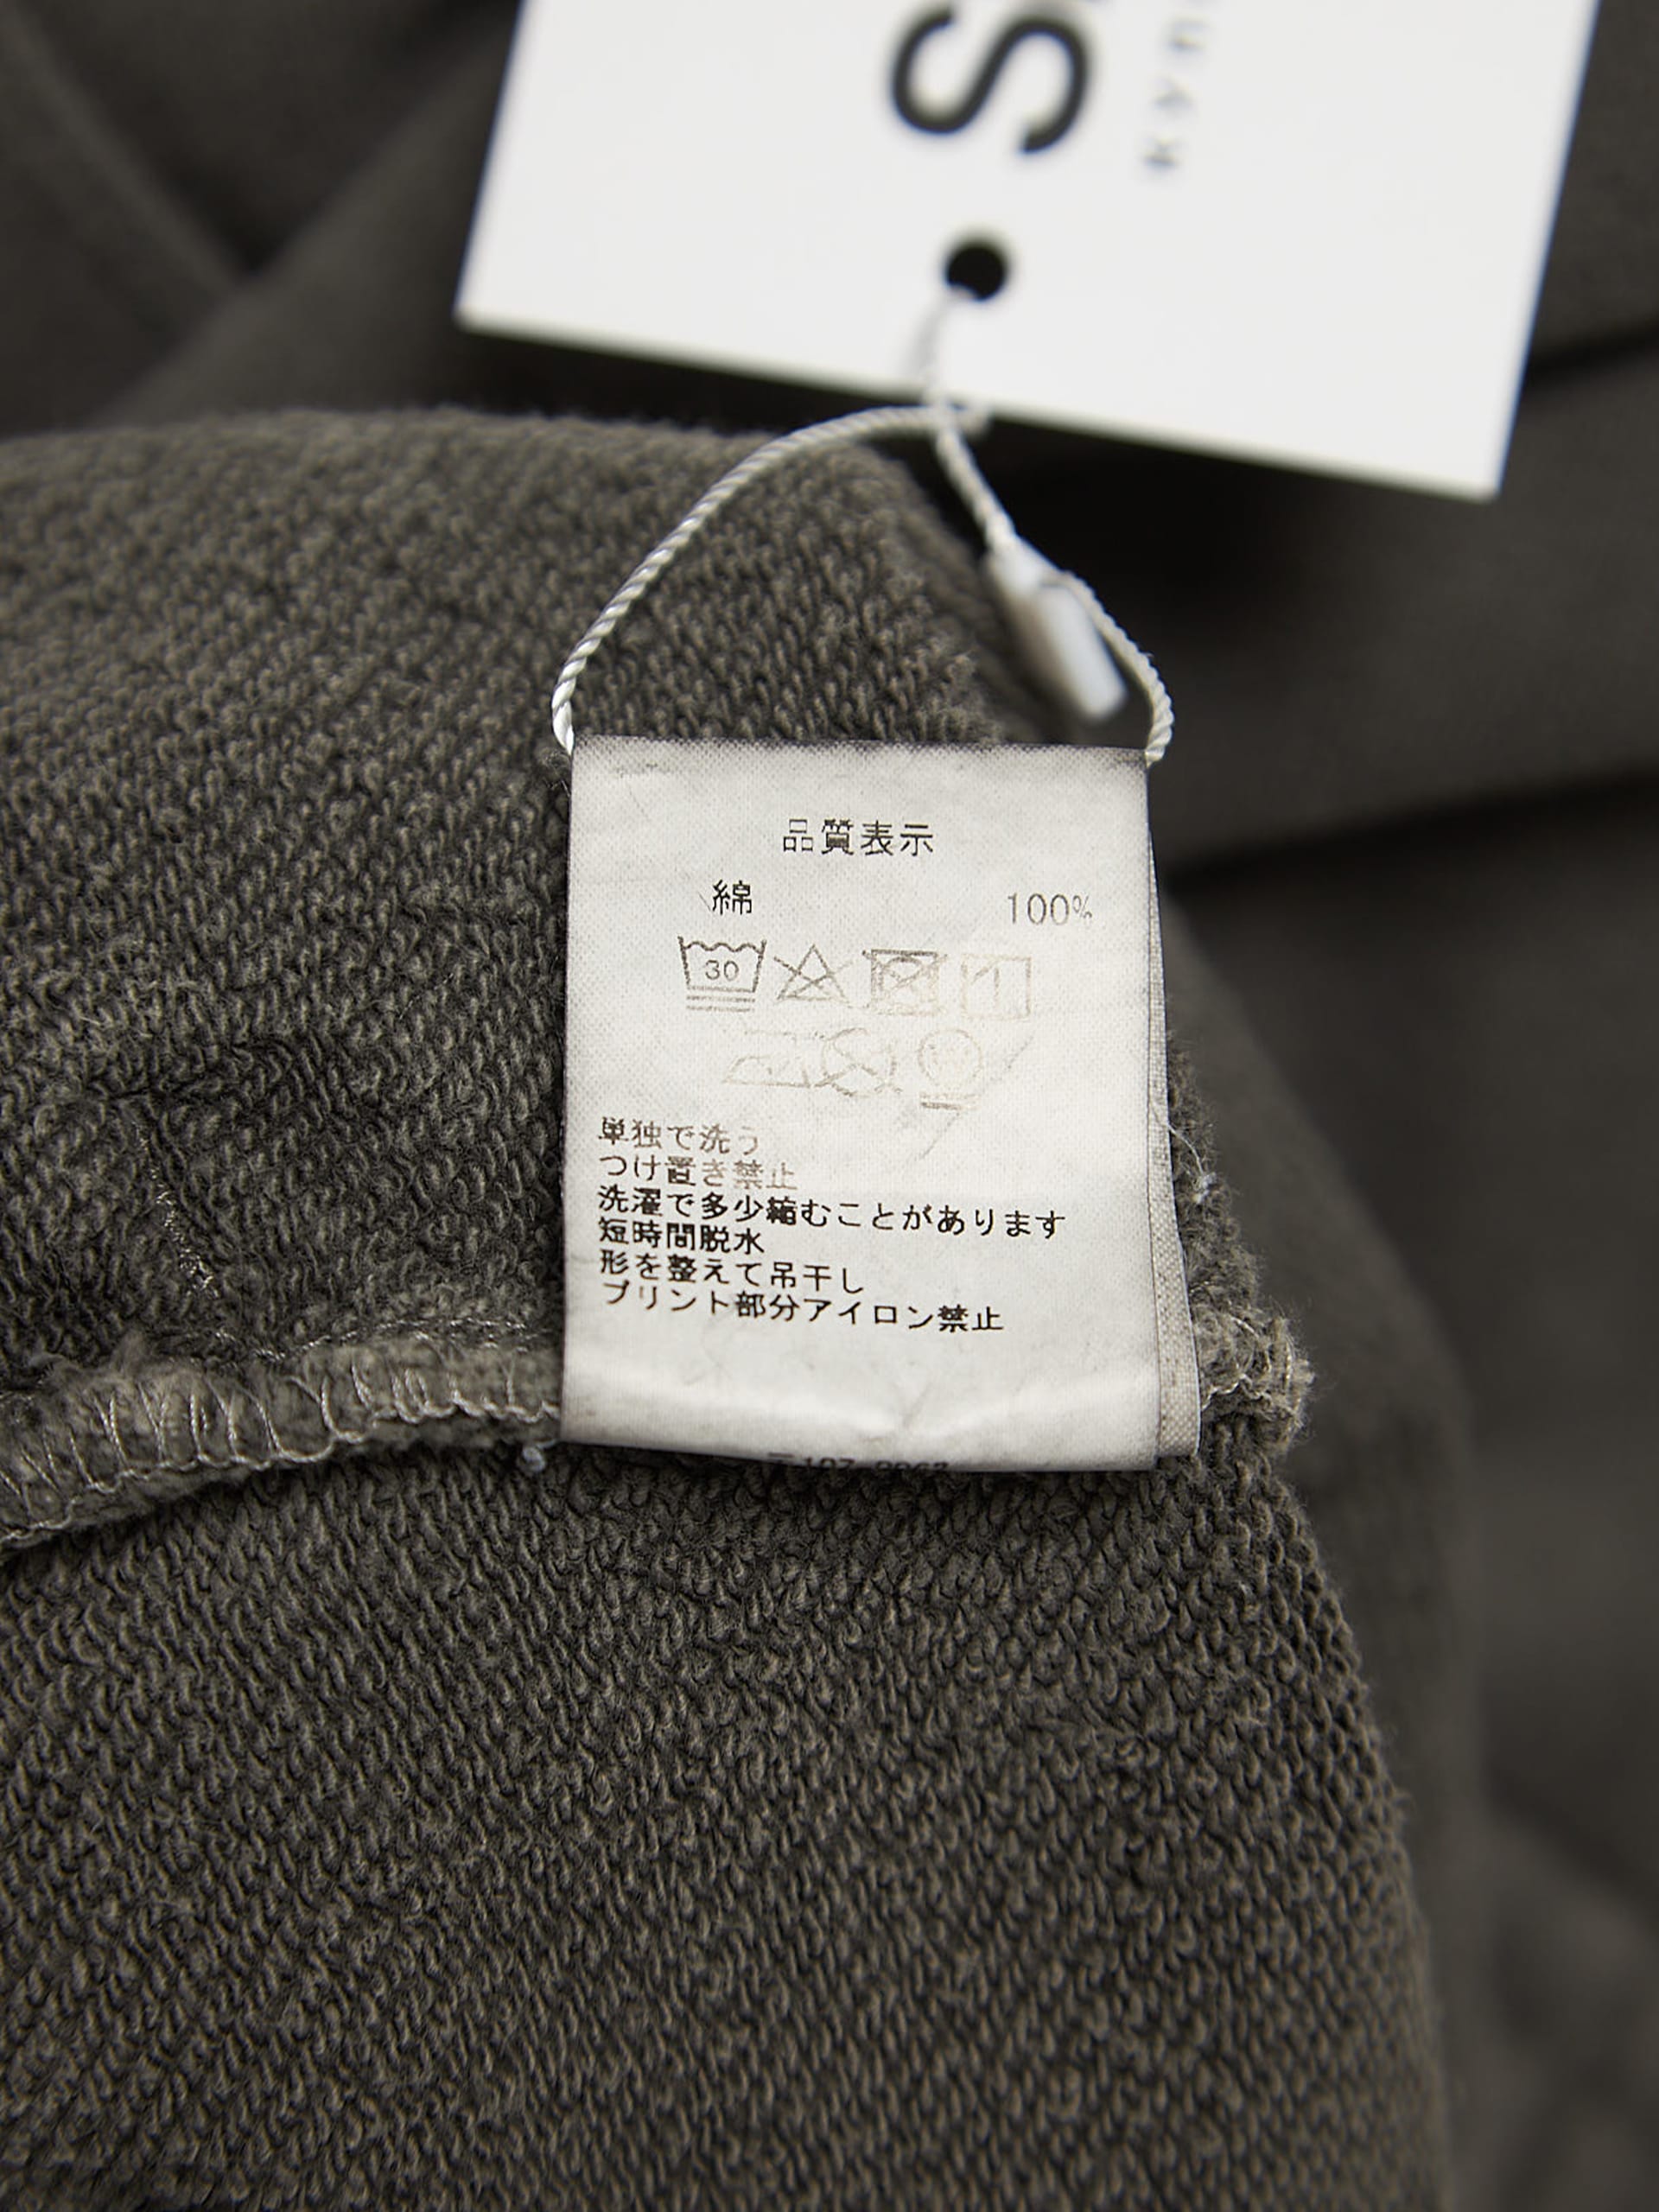 品質表示
綿 100%
30
単独で洗う
つけ置き禁止
洗濯で多少縮むことがあります
短時間脱水
形を整えて吊干し
プリント部分アイロン禁止